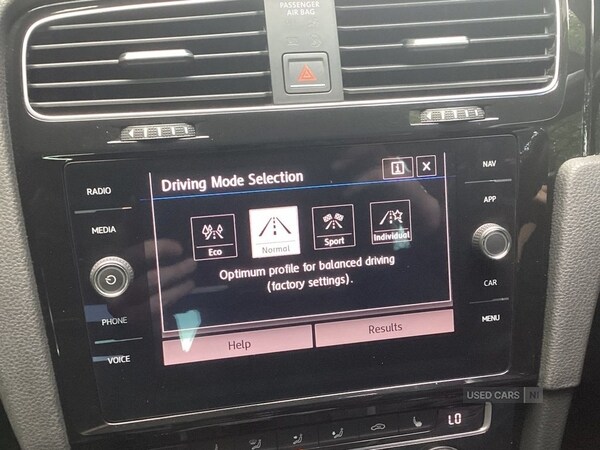 PASSENGER
AIR BAG
RADIO
MEDIA
PHONE
VOICE
Driving Mode Selection
Eco
Normal
Sport
Individual
Optimum profile for balanced driving
(factory settings).
Help
Results
NAV
APP
CAR
MENU
USED CARS NI
LO